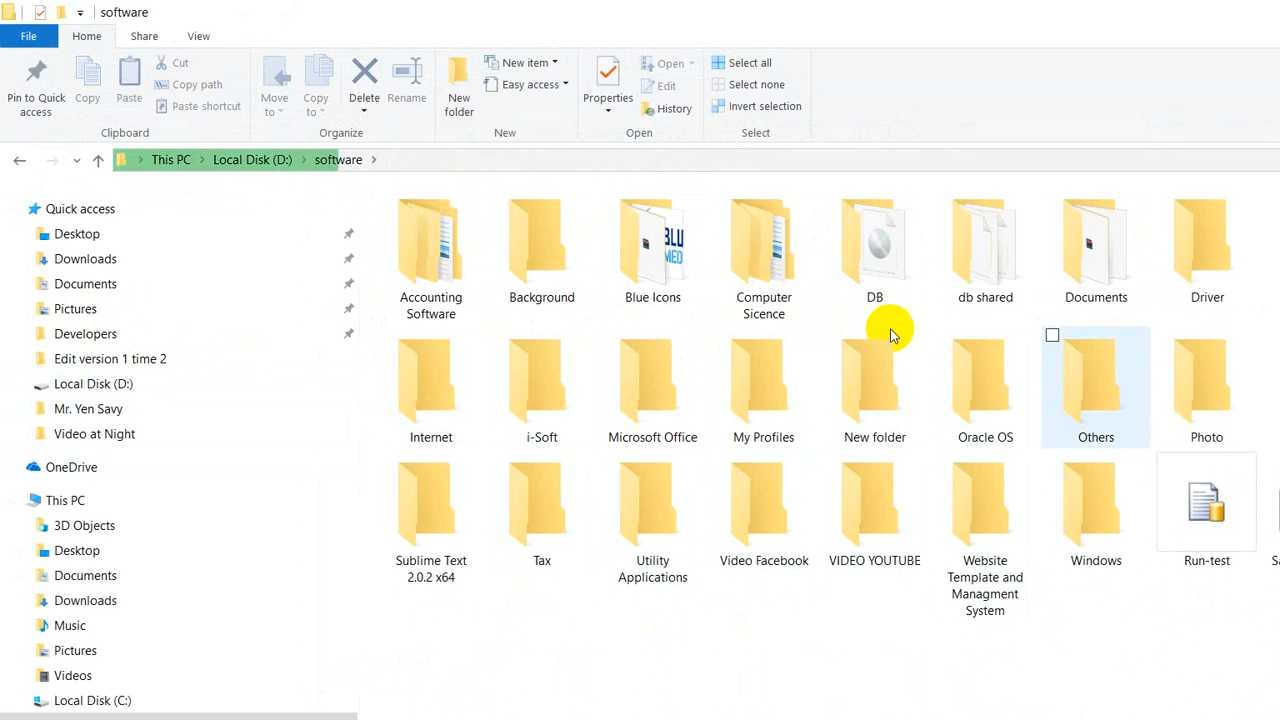 software
File Home Share View
Pin to Quick access
Copy
Paste
Cut
Copy path
Paste shortcut
Clipboard
Move to
Copy to
Delete
Rename
Organize
New folder
New item
Easy access
New
Properties
Open
Edit
History
Open
Select all
Select none
Invert selection
Select
This PC > Local Disk (D:) > software >
Quick access
Desktop
Downloads
Documents
Pictures
Developers
Edit version 1 time 2
Local Disk (D:)
Mr. Yen Savy
Video at Night
OneDrive
This PC
3D Objects
Desktop
Documents
Downloads
Music
Pictures
Videos
Local Disk (C:)
Accounting
Software
Background
Blue Icons
Computer
Sicence
DB
db shared
Documents
Driver
Internet
i-Soft
Microsoft Office
My Profiles
New folder
Oracle OS
Others
Photo
Sublime Text
2.0.2 x64
Tax
Utility
Applications
Video Facebook
VIDEO YOUTUBE
Website
Template and
Managment
System
Windows
Run-test